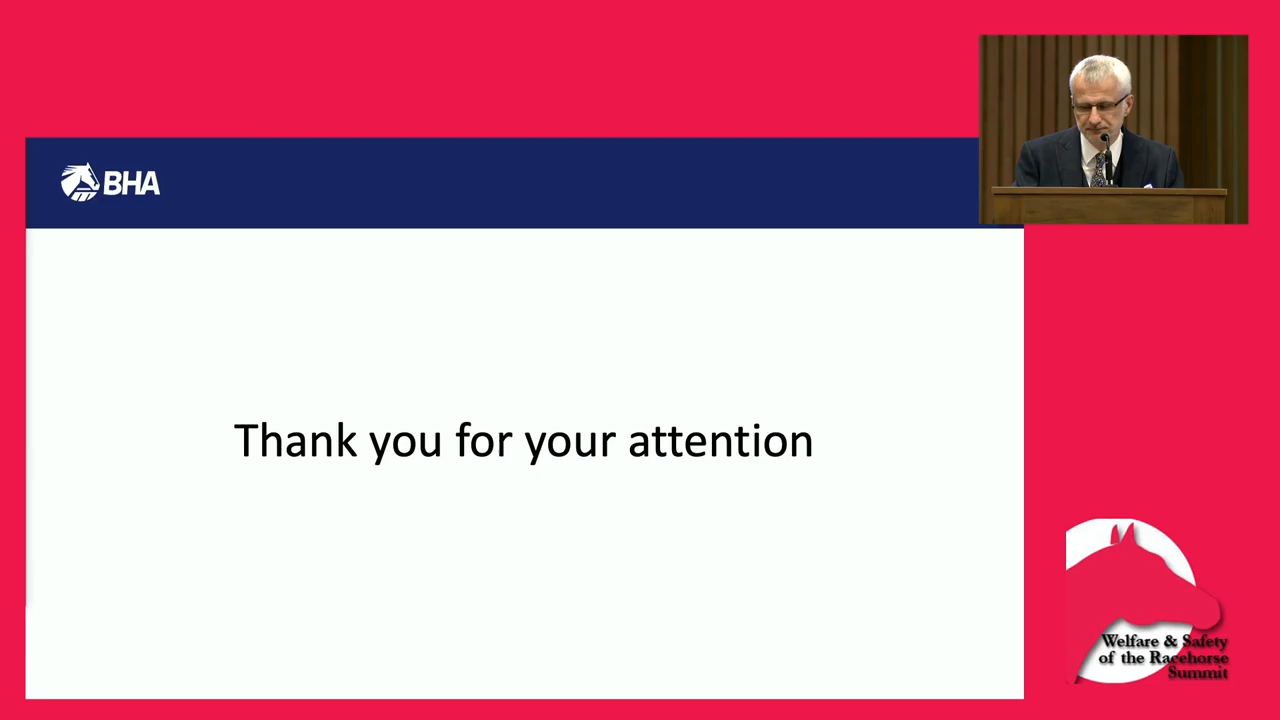 BHA
Thank you for your attention
Welfare & Safety
of the Racehorse
Summit